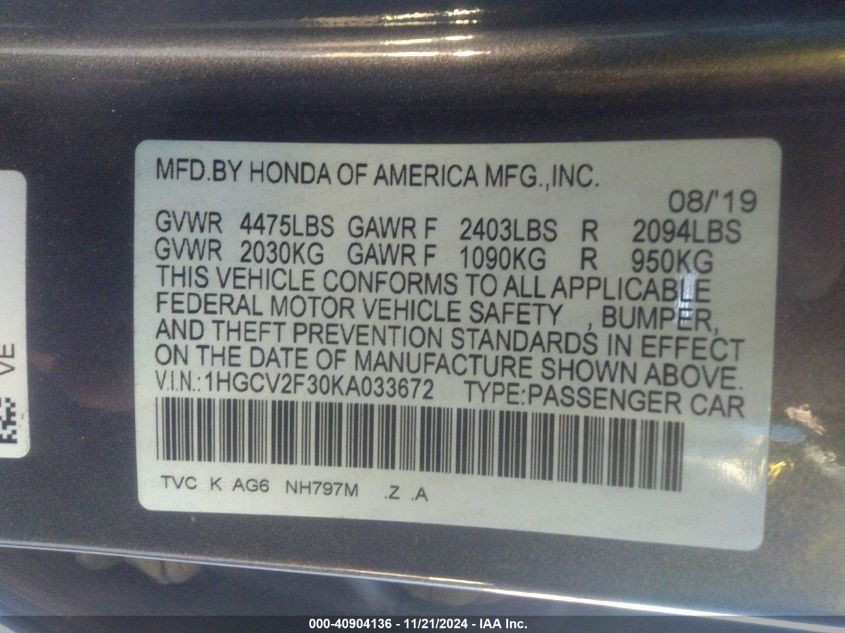 MFD.BY HONDA OF AMERICA MFG.,INC.
08/'19
GVWR 4475LBS GAWR F 2403LBS R 2094LBS
GVWR 2030KG GAWR F 1090KG R 950KG
THIS VEHICLE CONFORMS TO ALL APPLICABLE
FEDERAL MOTOR VEHICLE SAFETY , BUMPER,
AND THEFT PREVENTION STANDARDS IN EFFECT
ON THE DATE OF MANUFACTURE SHOWN ABOVE.
V.I.N.:1HGCV2F30KA033672 TYPE:PASSENGER CAR
TVC K AG6 NH797M .Z .A
VE
000-40904136 - 11/21/2024 - IAA Inc.